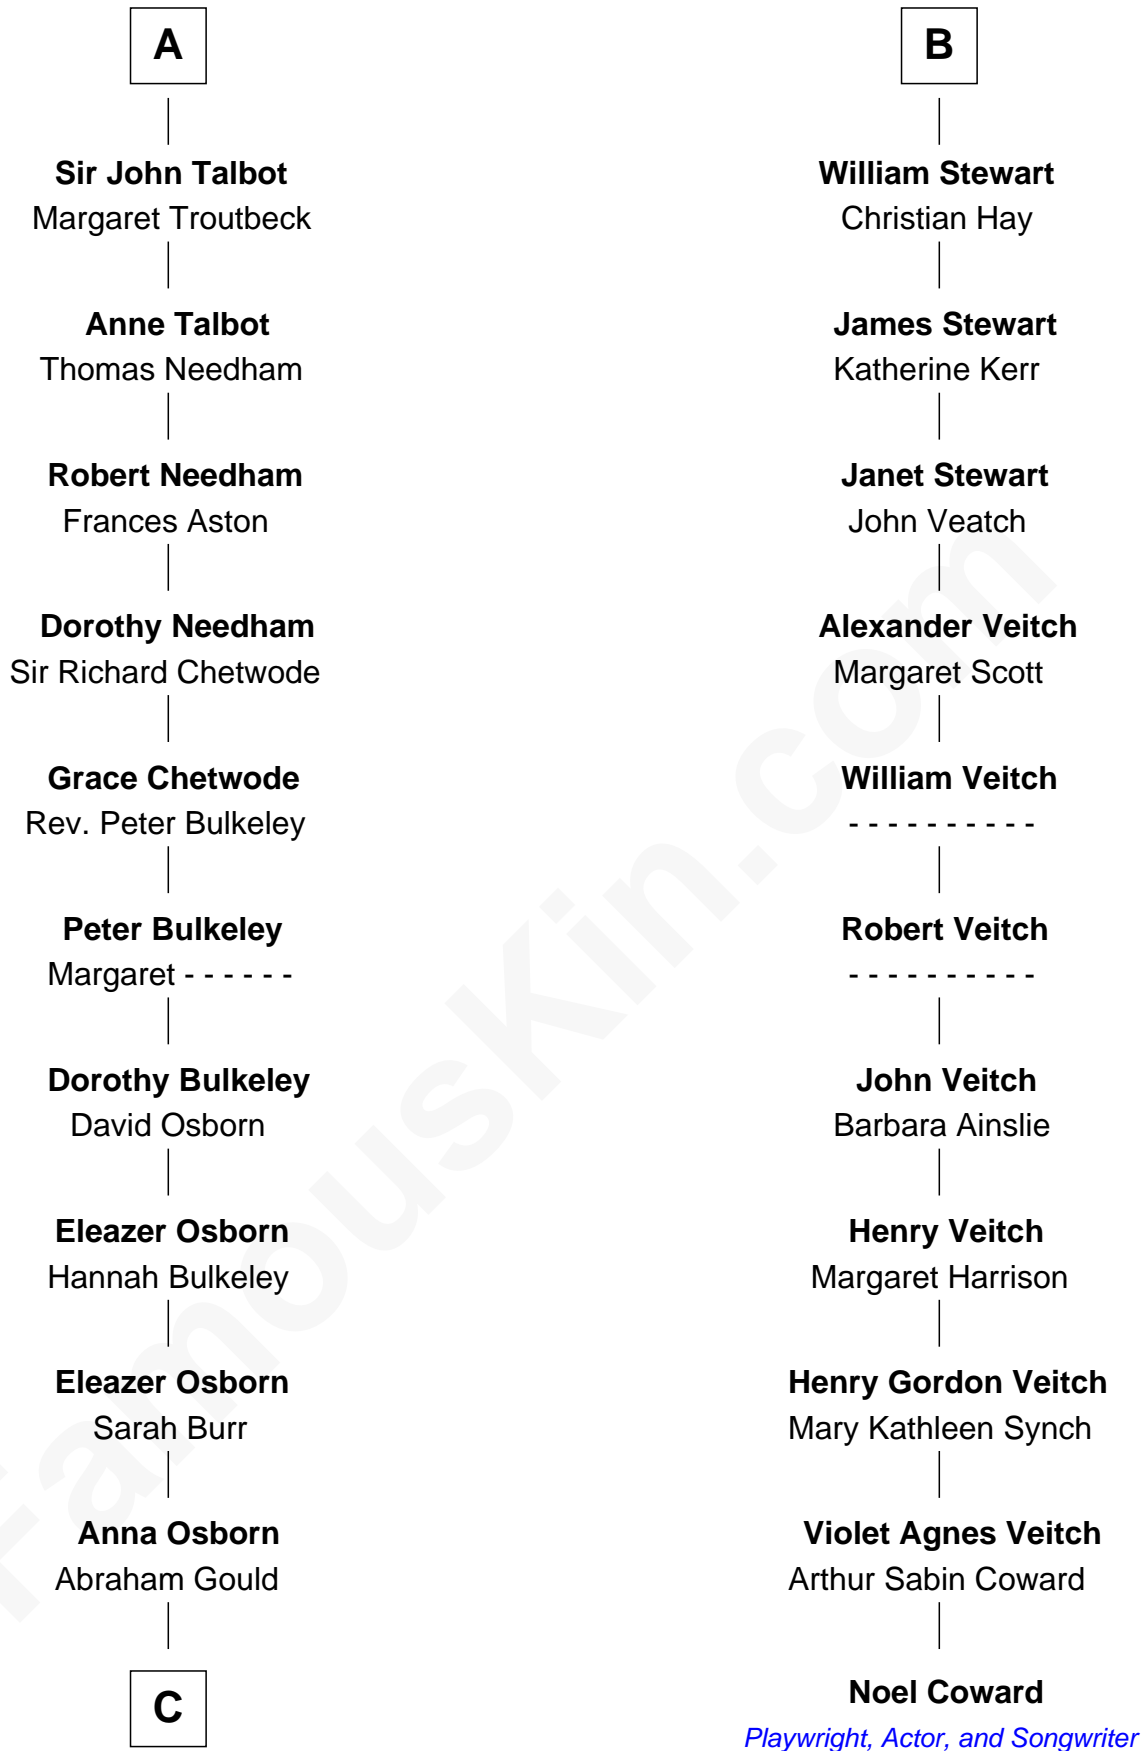 A
Sir John Talbot
Margaret Troutbeck
Anne Talbot
Thomas Needham
Robert Needham
Frances Aston
Dorothy Needham
Sir Richard Chetwode
Grace Chetwode
Rev. Peter Bulkeley
Peter Bulkeley
Margaret - - - - - -
Dorothy Bulkeley
David Osborn
Eleazer Osborn
Hannah Bulkeley
Eleazer Osborn
Sarah Burr
Anna Osborn
Abraham Gould
C
B
William Stewart
Christian Hay
James Stewart
Katherine Kerr
Janet Stewart
John Veatch
Alexander Veitch
Margaret Scott
William Veitch
- - - - - - - - - -
Robert Veitch
- - - - - - - - - -
John Veitch
Barbara Ainslie
Henry Veitch
Margaret Harrison
Henry Gordon Veitch
Mary Kathleen Synch
Violet Agnes Veitch
Arthur Sabin Coward
Noel Coward
Playwright, Actor, and Songwriter
FamousKin.com